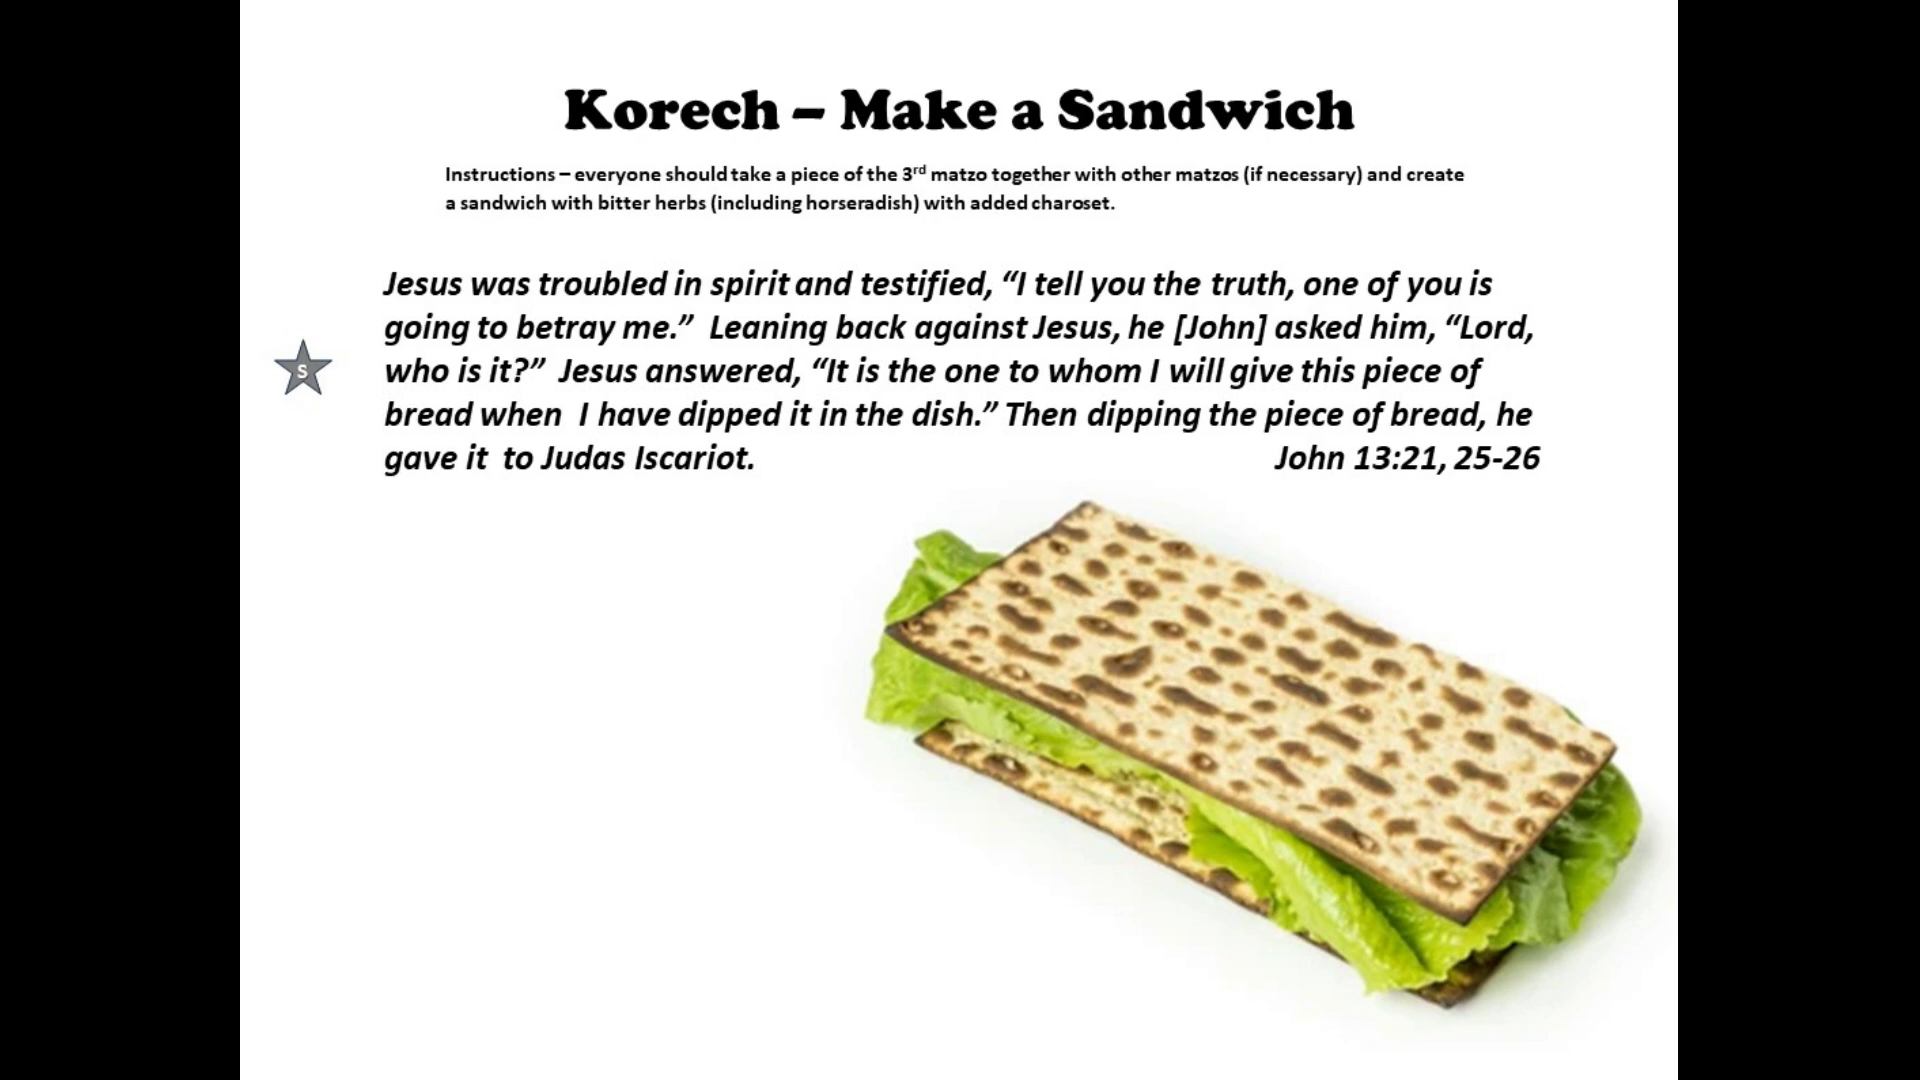 Korech – Make a Sandwich
Instructions – everyone should take a piece of the 3rd matzo together with other matzos (if necessary) and create
a sandwich with bitter herbs (including horseradish) with added charoset.
Jesus was troubled in spirit and testified, “I tell you the truth, one of you is
going to betray me.” Leaning back against Jesus, he [John] asked him, “Lord,
S
who is it?” Jesus answered, “It is the one to whom I will give this piece of
bread when I have dipped it in the dish.” Then dipping the piece of bread, he
gave it to Judas Iscariot. John 13:21, 25-26